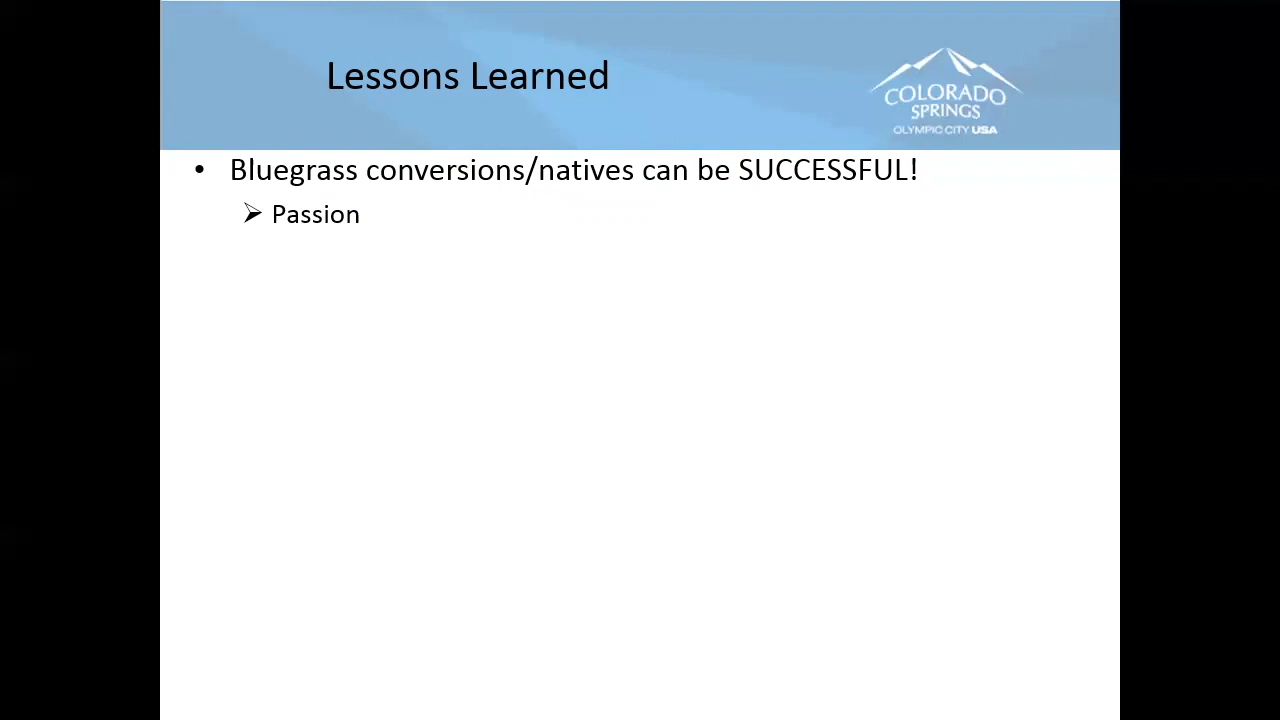 Lessons Learned
COLORADO
SPRINGS
OLYMPIC CITY USA
• Bluegrass conversions/natives can be SUCCESSFUL!
➢ Passion